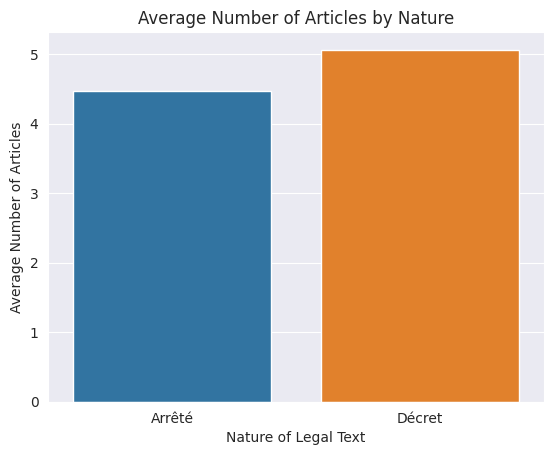 Average Number of Articles by Nature
Average Number of Articles
5
4
3
2
1
0
Arrêté
Décret
Nature of Legal Text